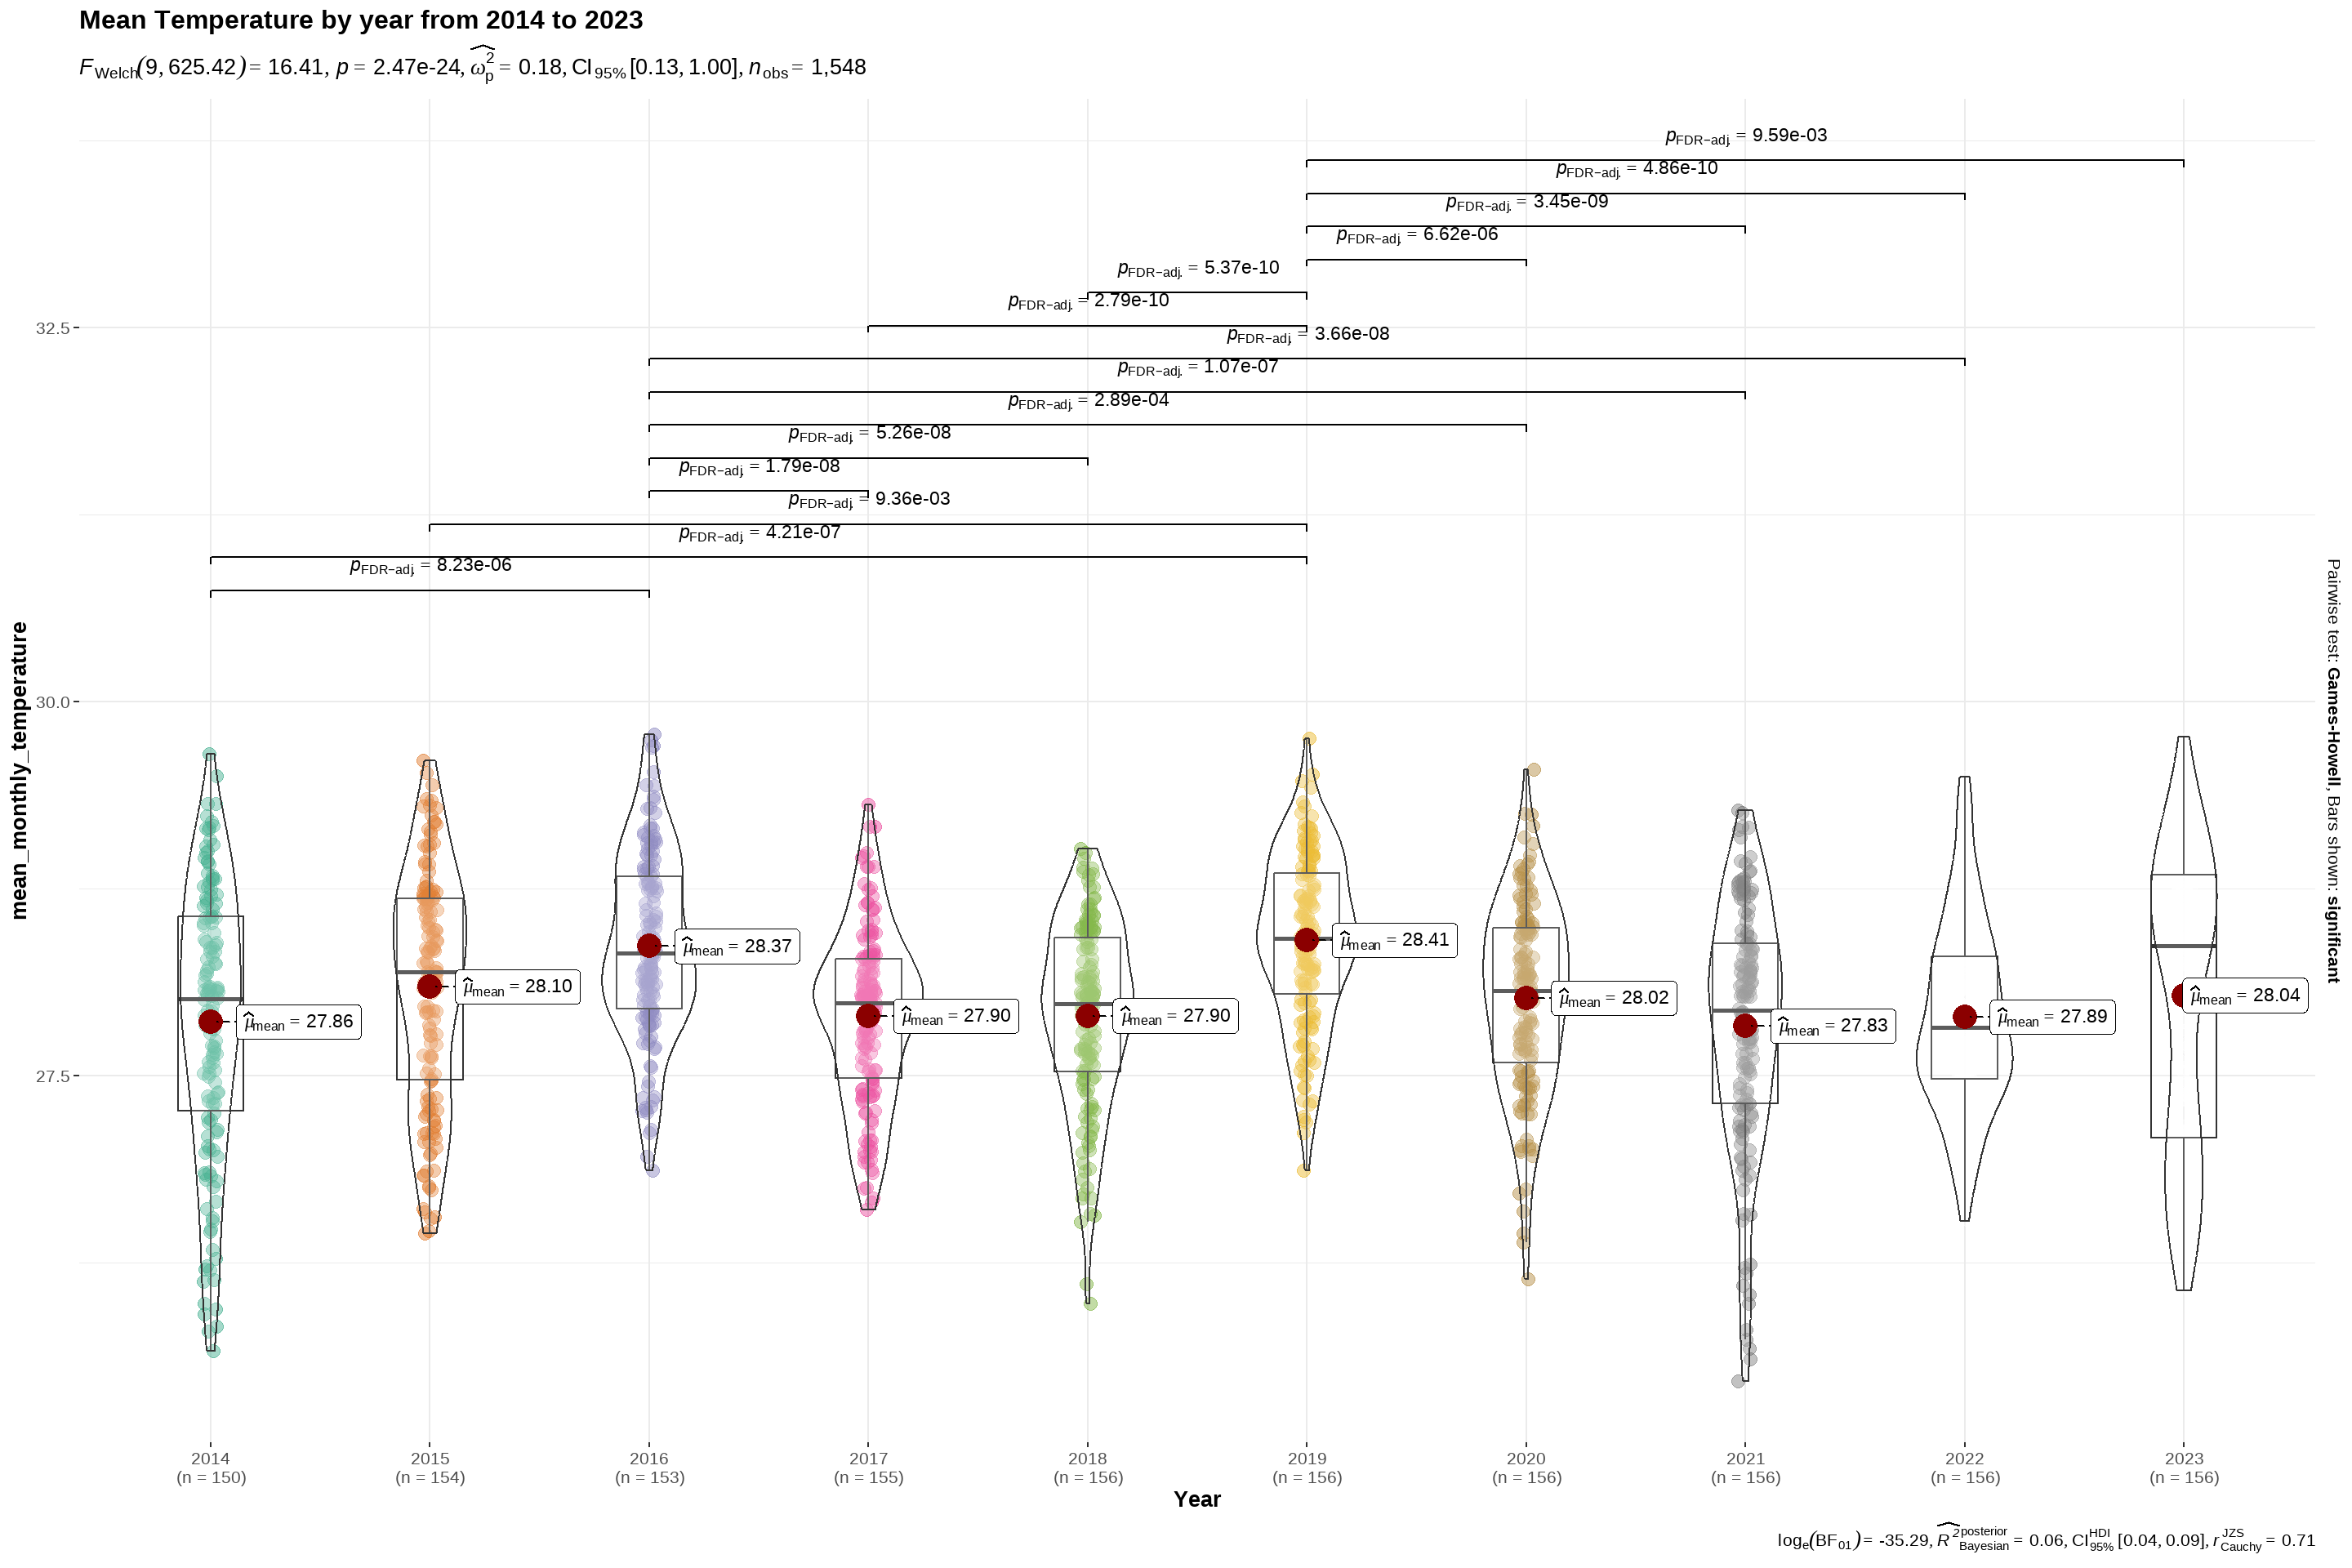 Mean Temperature by year from 2014 to 2023
F Welch (9, 625.42) = 16.41, p = 2.47e-24, ω̂²p = 0.18, CI 95% [0.13, 1.00], n obs = 1,548
pFDR−adj. = 9.59e-03
pFDR−adj. = 4.86e-10
pFDR−adj. = 3.45e-09
pFDR−adj. = 6.62e-06
pFDR−adj. = 5.37e-10
pFDR−adj. = 2.79e-10
pFDR−adj. = 3.66e-08
pFDR−adj. = 1.07e-07
pFDR−adj. = 2.89e-04
pFDR−adj. = 5.26e-08
pFDR−adj. = 1.79e-08
pFDR−adj. = 9.36e-03
pFDR−adj. = 4.21e-07
pFDR−adj. = 8.23e-06
32.5
30.0
27.5
mean_monthly_temperature
μ̂mean = 27.86
μ̂mean = 28.10
μ̂mean = 28.37
μ̂mean = 27.90
μ̂mean = 27.90
μ̂mean = 28.41
μ̂mean = 28.02
μ̂mean = 27.83
μ̂mean = 27.89
μ̂mean = 28.04
Pairwise test: Games-Howell, Bars shown: significant
2014
(n = 150)
2015
(n = 154)
2016
(n = 153)
2017
(n = 155)
2018
(n = 156)
2019
(n = 156)
2020
(n = 156)
2021
(n = 156)
2022
(n = 156)
2023
(n = 156)
Year
loge(BF01) = -35.29, R̂² posterior Bayesian = 0.06, CI HDI 95% [0.04, 0.09], r JZS Cauchy = 0.71